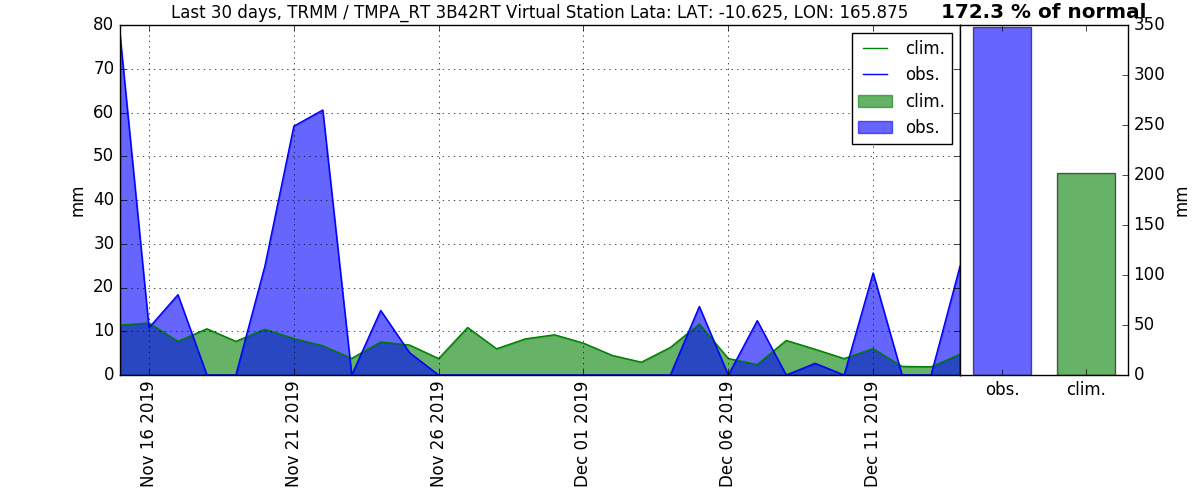 Last 30 days, TRMM / TMPA_RT 3B42RT Virtual Station Lata: LAT: -10.625, LON: 165.875
172.3 % of normal
80
70
60
50
40
30
20
10
0
mm
clim.
obs.
clim.
obs.
350
300
250
200
150
100
50
0
mm
Nov 16 2019
Nov 21 2019
Nov 26 2019
Dec 01 2019
Dec 06 2019
Dec 11 2019
obs.
clim.